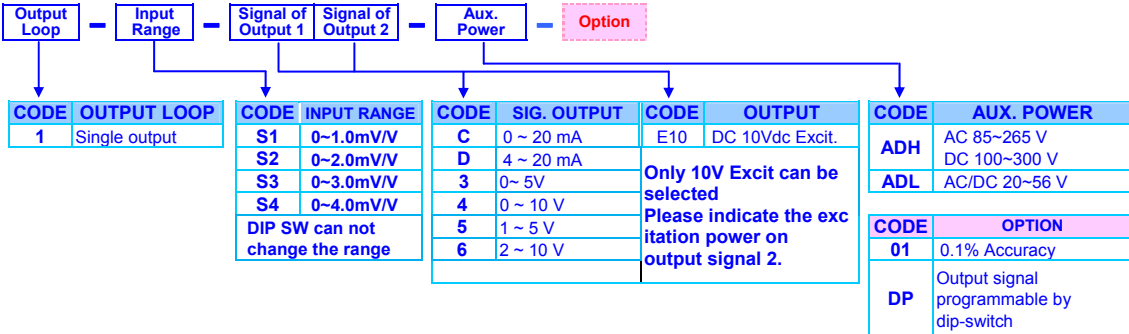 Output Loop – Input Range – Signal of Output 1 Signal of Output 2 – Aux. Power – Option
CODE OUTPUT LOOP
1 Single output
CODE INPUT RANGE
S1 0~1.0mV/V
S2 0~2.0mV/V
S3 0~3.0mV/V
S4 0~4.0mV/V
DIP SW can not
change the range
CODE SIG. OUTPUT
C 0 ~ 20 mA
D 4 ~ 20 mA
3 0~ 5V
4 0 ~ 10 V
5 1 ~ 5 V
6 2 ~ 10 V
CODE OUTPUT
E10 DC 10Vdc Excit.
Only 10V Excit can be
selected
Please indicate the exc
itation power on
output signal 2.
CODE AUX. POWER
ADH AC 85~265 V
DC 100~300 V
ADL AC/DC 20~56 V
CODE OPTION
01 0.1% Accuracy
DP Output signal
programmable by
dip-switch